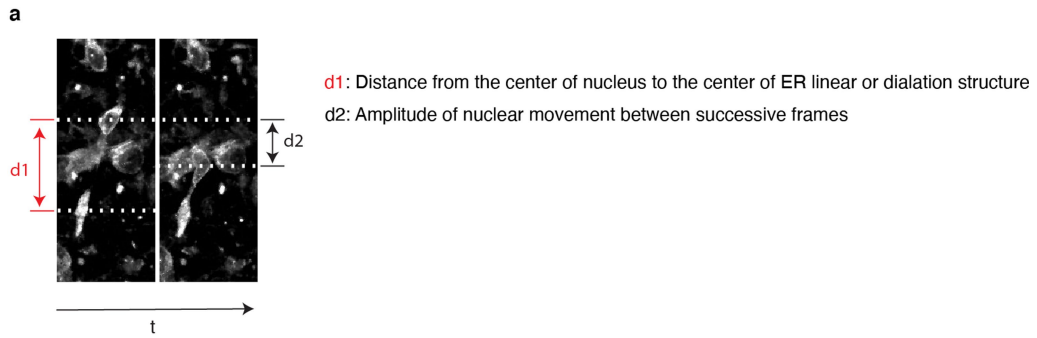 a
d1: Distance from the center of nucleus to the center of ER linear or dialation structure
d2: Amplitude of nuclear movement between successive frames
d2
d1
t